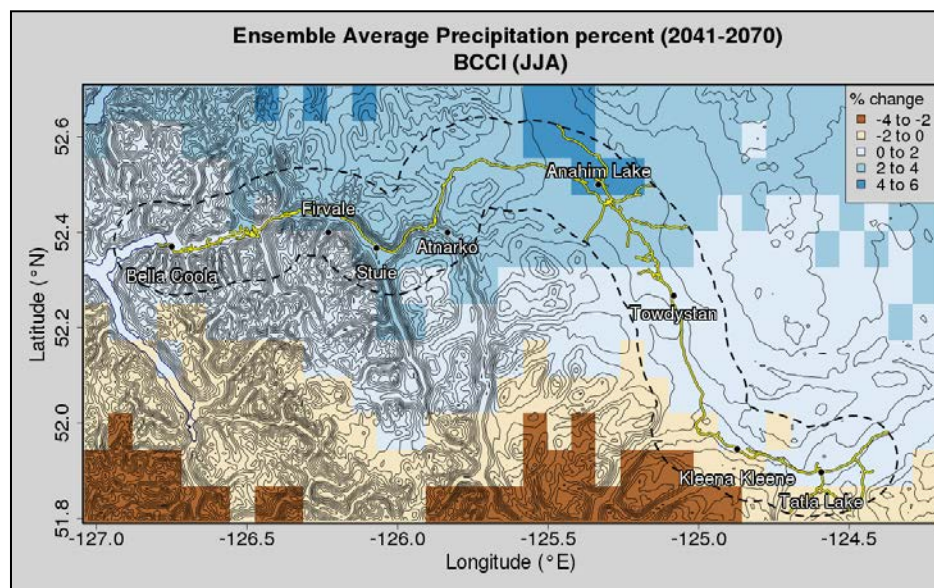 Ensemble Average Precipitation percent (2041-2070)
BCCI (JJA)
% change
-4 to -2
-2 to 0
0 to 2
2 to 4
4 to 6
Latitude (°N)
52.6
52.4
52.2
52.0
51.8
Anahim Lake
Firvale
Atnarko
Bella Coola
Stuie
Towdystan
Kleena Kleene
Tatla Lake
-127.0
-126.5
-126.0
-125.5
-125.0
-124.5
Longitude (°E)